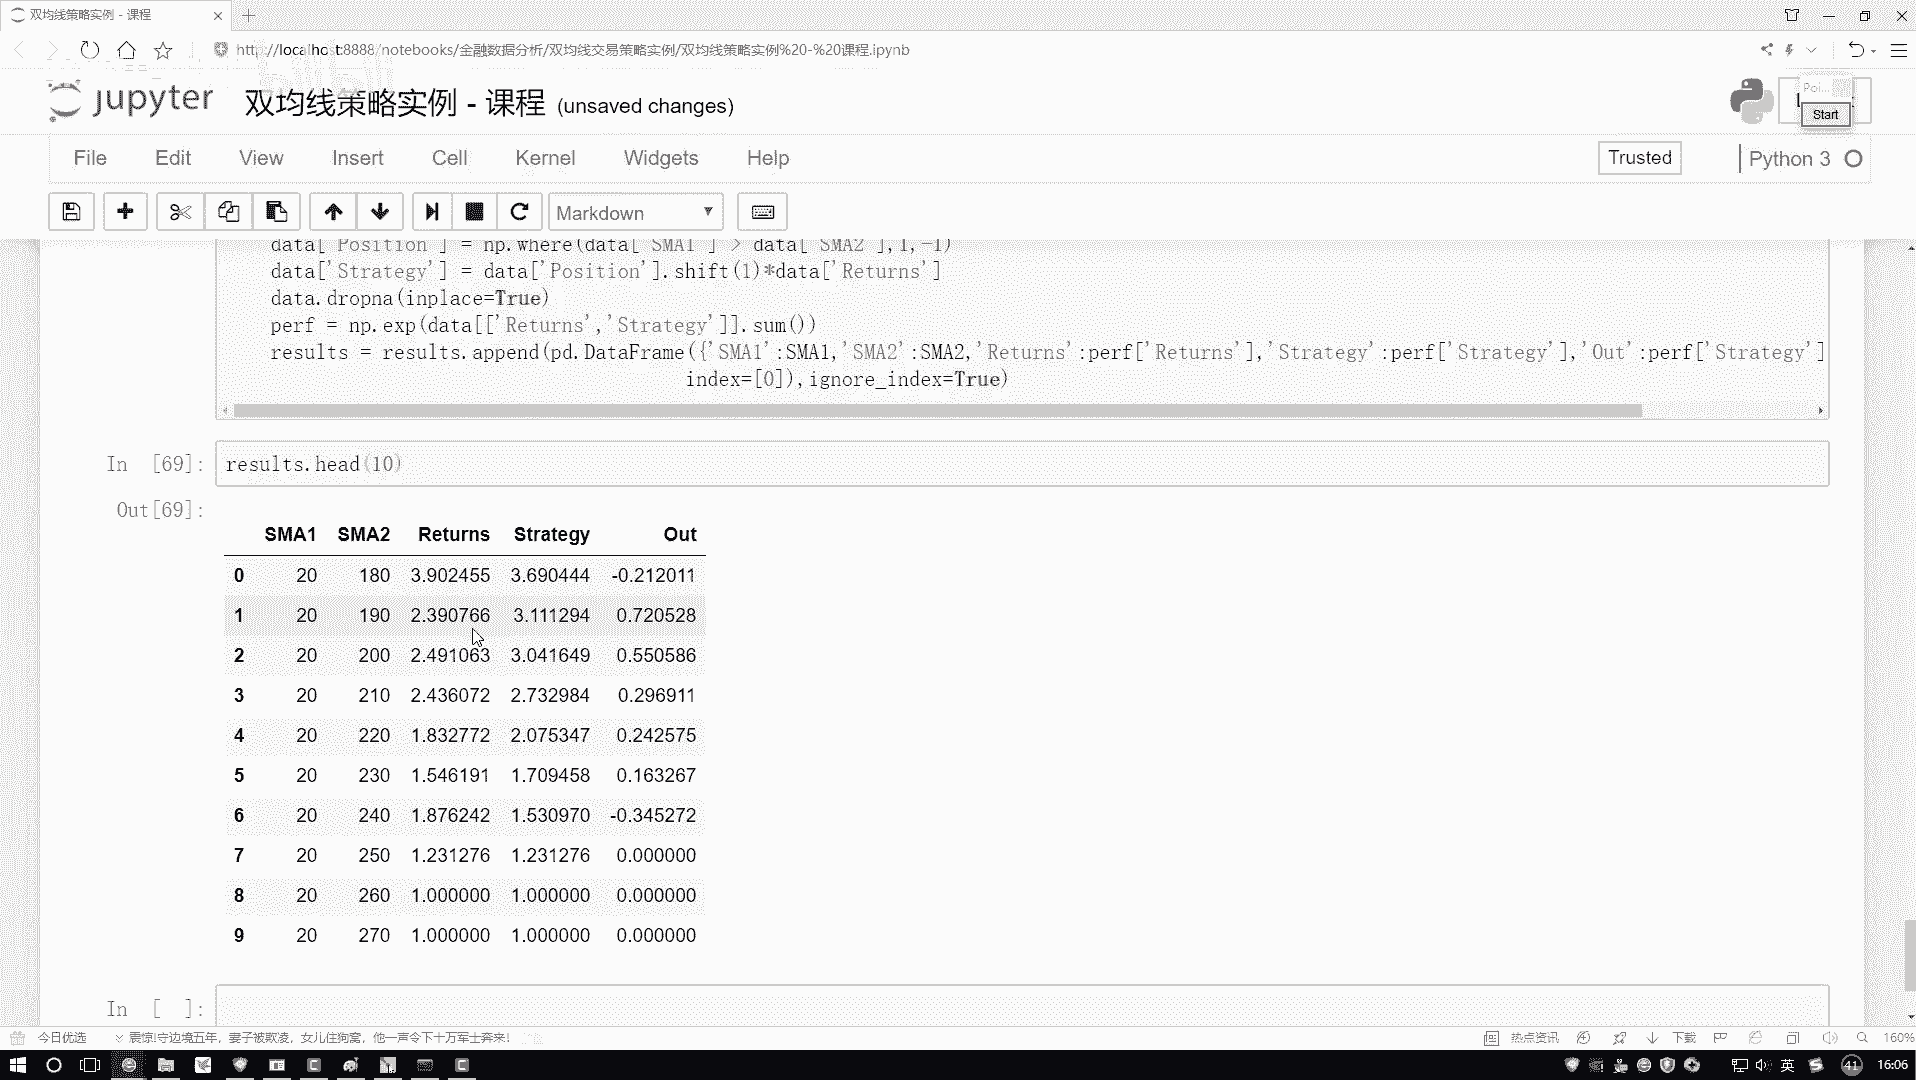 双均线策略实例 - 课程
http://localhost:8888/notebooks/金融数据分析/双均线交易策略实例/双均线策略实例%20-%20课程.ipynb
jupyter 双均线策略实例 - 课程 (unsaved changes)
Poi...
Start
File Edit View Insert Cell Kernel Widgets Help
Trusted Python 3
Markdown
data['Position'] = np.where(data['SMA1'] > data['SMA2'],1,-1)
data['Strategy'] = data['Position'].shift(1)*data['Returns']
data.dropna(inplace=True)
perf = np.exp(data[['Returns','Strategy']].sum())
results = results.append(pd.DataFrame({'SMA1':SMA1,'SMA2':SMA2,'Returns':perf['Returns'],'Strategy':perf['Strategy'],'Out':perf['Strategy']
index=[0]),ignore_index=True)
In [69]: results.head(10)
Out[69]:
SMA1 SMA2 Returns Strategy Out
0 20 180 3.902455 3.690444 -0.212011
1 20 190 2.390766 3.111294 0.720528
2 20 200 2.491063 3.041649 0.550586
3 20 210 2.436072 2.732984 0.296911
4 20 220 1.832772 2.075347 0.242575
5 20 230 1.546191 1.709458 0.163267
6 20 240 1.876242 1.530970 -0.345272
7 20 250 1.231276 1.231276 0.000000
8 20 260 1.000000 1.000000 0.000000
9 20 270 1.000000 1.000000 0.000000
In [ ]:
今日优选 震惊!守边境五年，妻子被欺凌，女儿住狗窝，他一声令下十万军士奔来! 热点资讯 下载 160%
英 41 16:06